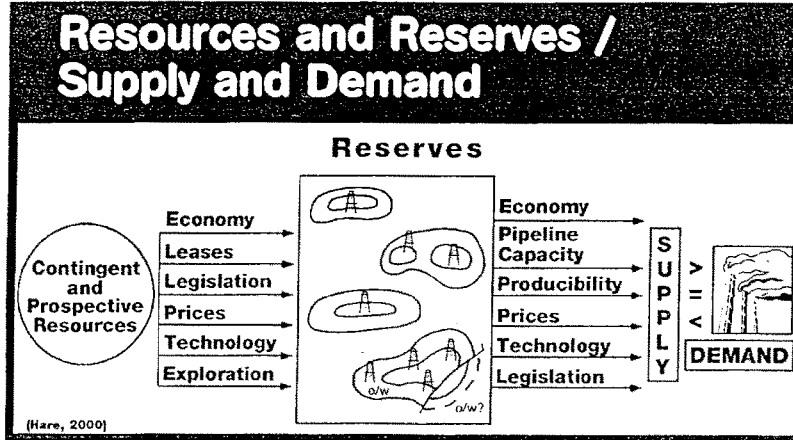 Resources and Reserves /
Supply and Demand
Reserves
Contingent
and
Prospective
Resources
Economy
Leases
Legislation
Prices
Technology
Exploration
o/w
o/w?
Economy
Pipeline
Capacity
Producibility
Prices
Technology
Legislation
SUPPLY
>
=
<
DEMAND
(Hare, 2000)